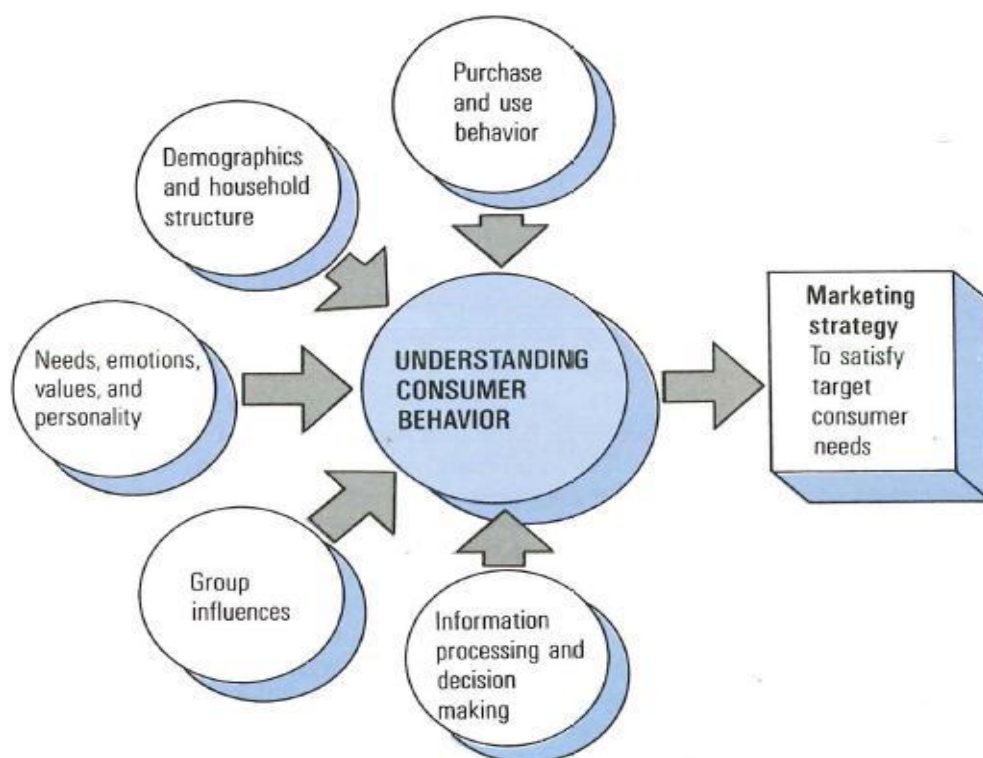 Purchase
and use
behavior
Demographics
and household
structure
Needs, emotions,
values, and
personality
UNDERSTANDING
CONSUMER
BEHAVIOR
Marketing
strategy
To satisfy
target
consumer
needs
Group
influences
Information
processing and
decision
making